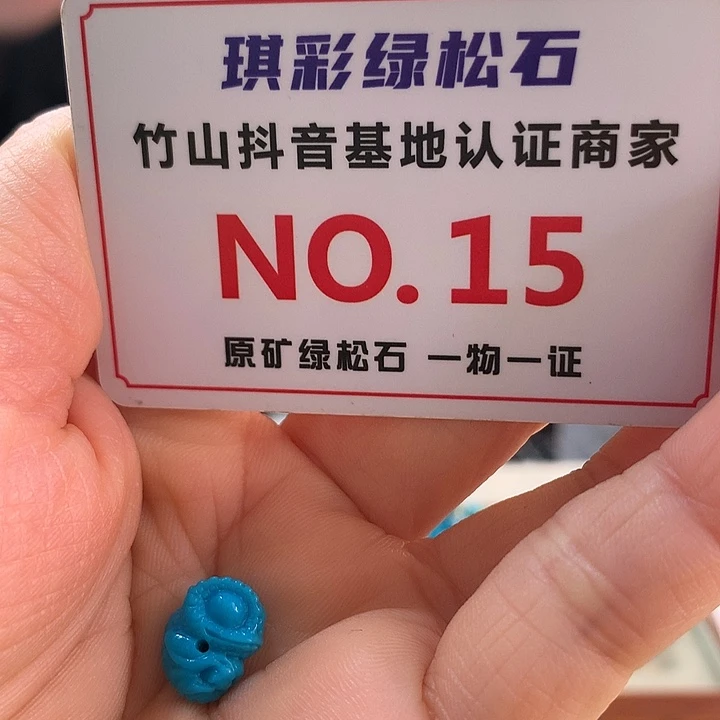 琪彩绿松石
竹山抖音基地认证商家
NO.15
原矿绿松石 一物一证